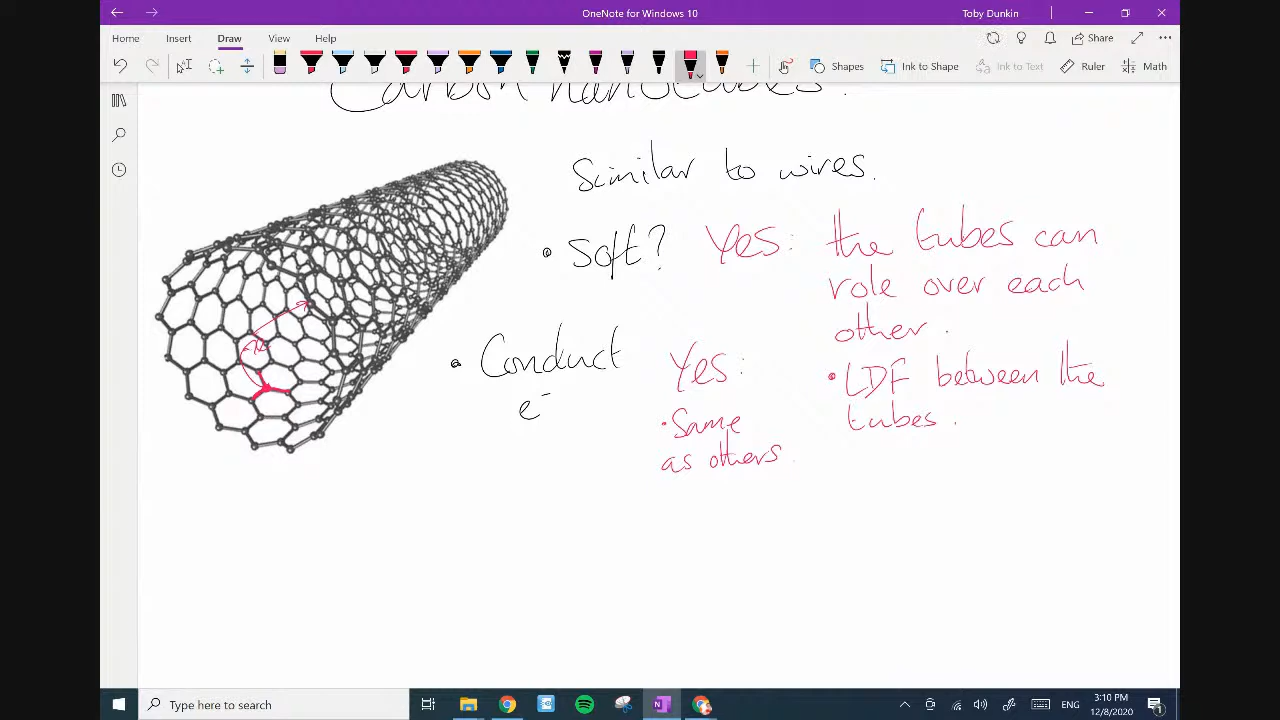 OneNote for Windows 10
Toby Dunkin
Home Insert Draw View Help
Share
Shapes
Ink to Shape
Ink to Text
Ruler
Math
Carbon nanotubes.
Similar to wires.
• Soft? Yes: the tubes can
role over each
other.
• Conduct
e⁻
Yes:
• Same
as others.
• LDF between the
tubes.
Type here to search
ENG
3:10 PM
12/8/2020